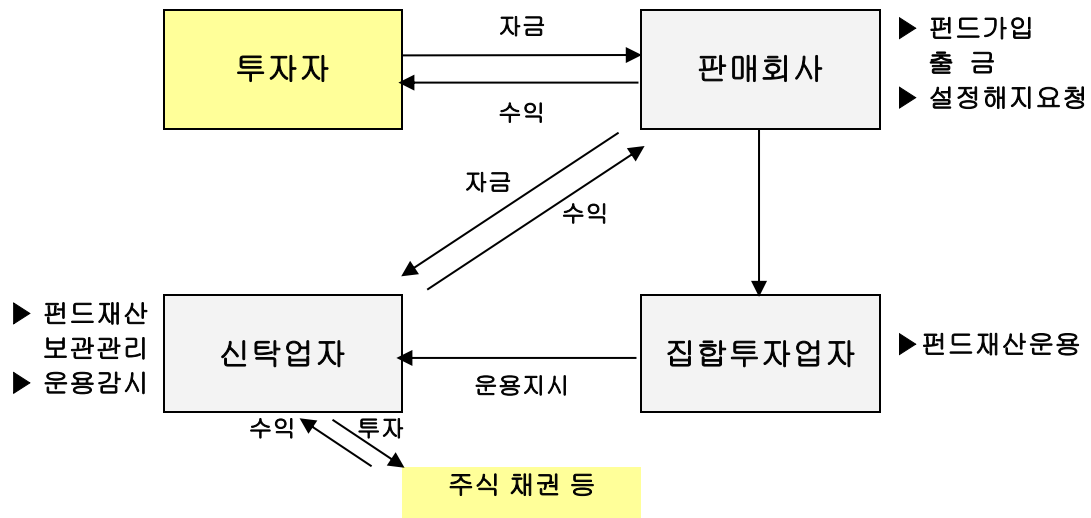 자금
투자자
판매회사
▶ 펀드가입
출 금
▶ 설정해지요청
수익
자금
수익
▶ 펀드재산
보관관리
▶ 운용감시
신탁업자
운용지시
집합투자업자
▶ 펀드재산운용
수익
투자
주식 채권 등